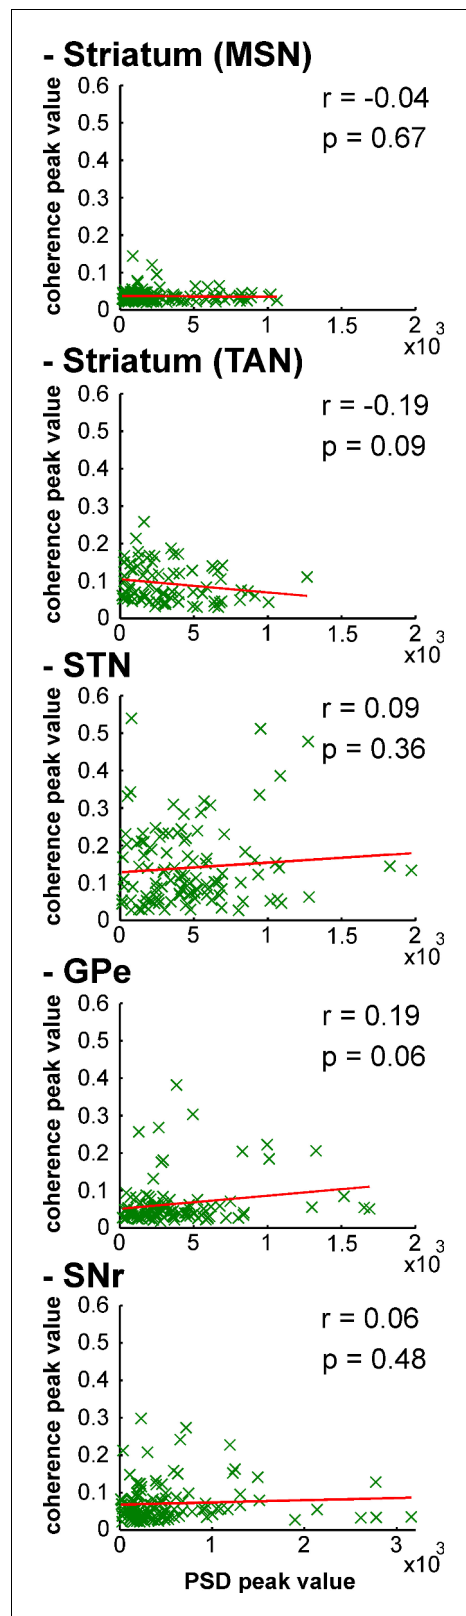 - Striatum (MSN)
0.6
0.5
0.4
0.3
0.2
0.1
0
coherence peak value
r = -0.04
p = 0.67
0 5 1 1.5 2
x10 3
- Striatum (TAN)
0.6
0.5
0.4
0.3
0.2
0.1
0
coherence peak value
r = -0.19
p = 0.09
0 5 1 1.5 2
x10 3
- STN
0.6
0.5
0.4
0.3
0.2
0.1
0
coherence peak value
r = 0.09
p = 0.36
0 5 1 1.5 2
x10 3
- GPe
0.6
0.5
0.4
0.3
0.2
0.1
0
coherence peak value
r = 0.19
p = 0.06
0 5 1 1.5 2
x10 3
- SNr
0.6
0.5
0.4
0.3
0.2
0.1
0
coherence peak value
r = 0.06
p = 0.48
0 1 2 3
x10 3
PSD peak value